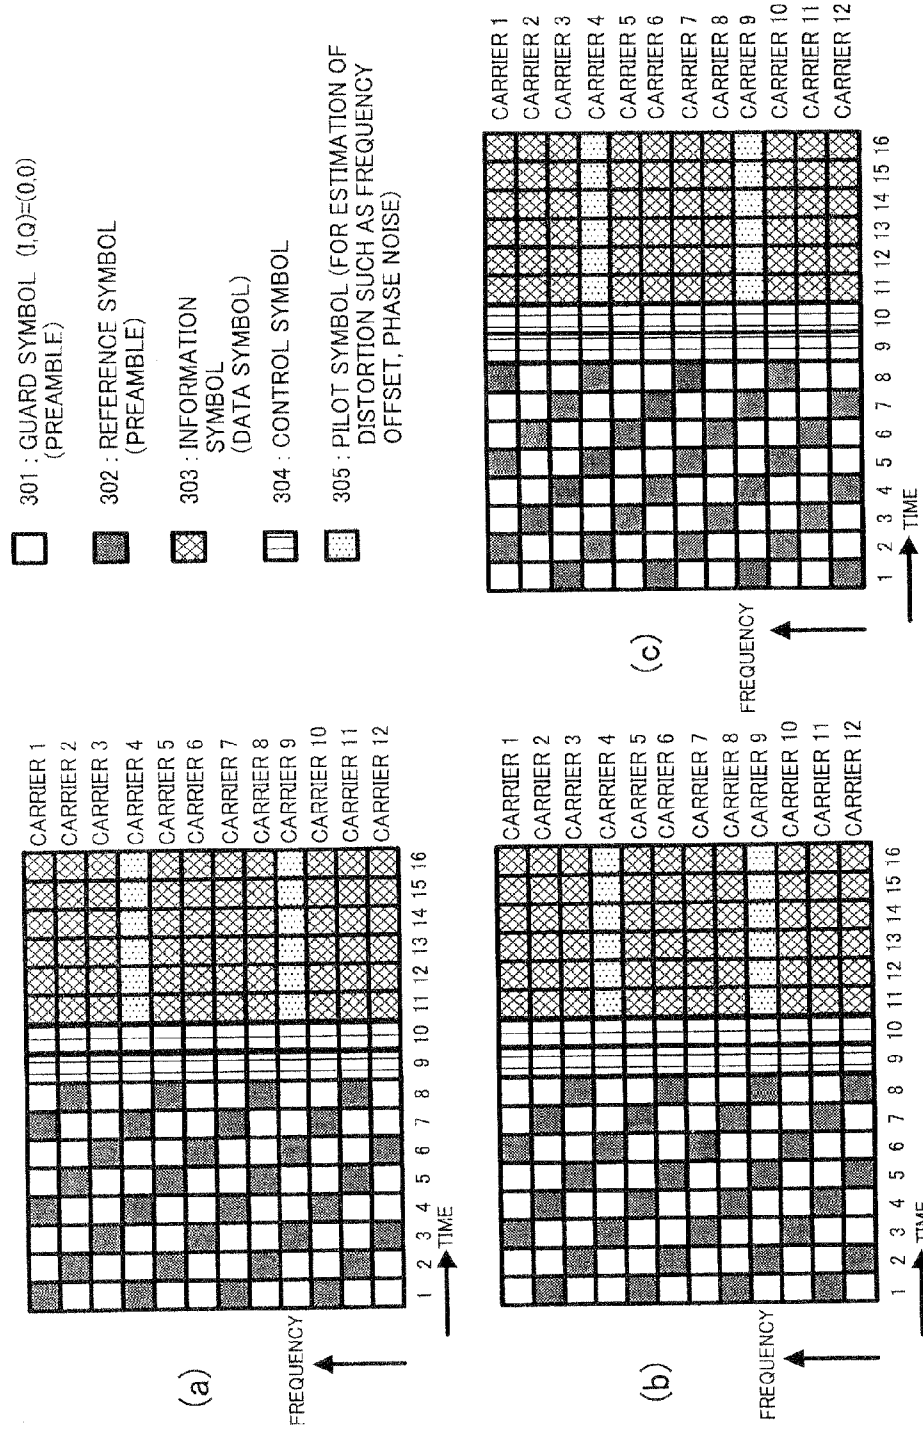 301 : GUARD SYMBOL (I,Q)=(0,0)
(PREAMBLE)
302 : REFERENCE SYMBOL
(PREAMBLE)
303 : INFORMATION
SYMBOL
(DATA SYMBOL)
304 : CONTROL SYMBOL
305 : PILOT SYMBOL (FOR ESTIMATION OF
DISTORTION SUCH AS FREQUENCY
OFFSET, PHASE NOISE)
(a)
FREQUENCY
CARRIER 1
CARRIER 2
CARRIER 3
CARRIER 4
CARRIER 5
CARRIER 6
CARRIER 7
CARRIER 8
CARRIER 9
CARRIER 10
CARRIER 11
CARRIER 12
1 2 3 4 5 6 7 8 9 10 11 12 13 14 15 16
TIME
(b)
FREQUENCY
CARRIER 1
CARRIER 2
CARRIER 3
CARRIER 4
CARRIER 5
CARRIER 6
CARRIER 7
CARRIER 8
CARRIER 9
CARRIER 10
CARRIER 11
CARRIER 12
1 2 3 4 5 6 7 8 9 10 11 12 13 14 15 16
TIME
(c)
FREQUENCY
CARRIER 1
CARRIER 2
CARRIER 3
CARRIER 4
CARRIER 5
CARRIER 6
CARRIER 7
CARRIER 8
CARRIER 9
CARRIER 10
CARRIER 11
CARRIER 12
1 2 3 4 5 6 7 8 9 10 11 12 13 14 15 16
TIME